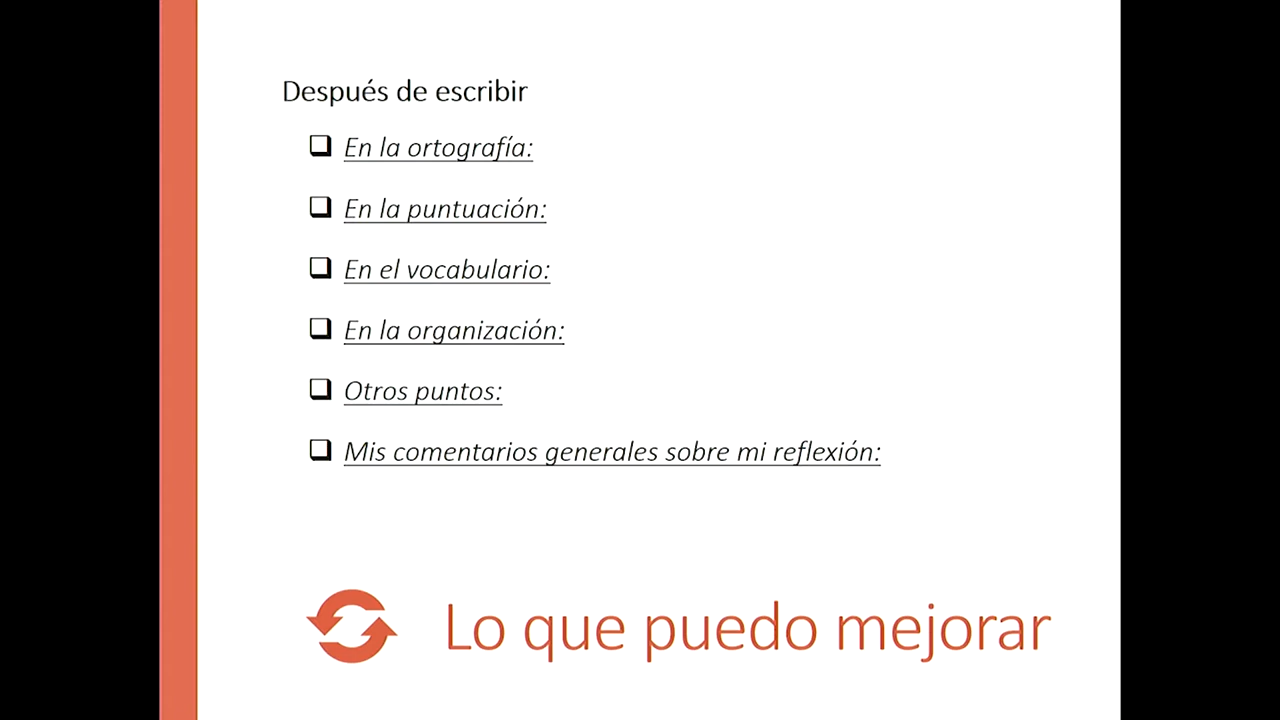 Después de escribir
En la ortografía:
En la puntuación:
En el vocabulario:
En la organización:
Otros puntos:
Mis comentarios generales sobre mi reflexión:
Lo que puedo mejorar